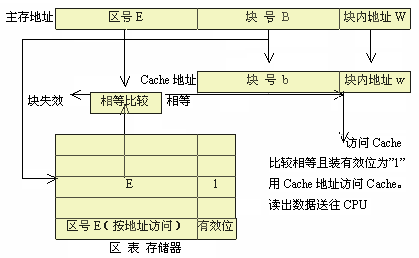 主存地址 区号E 块 号 B 块内地址 W
Cache 地址 块 号 b 块内地址 w
块失效 相等比较 相等
访问 Cache
比较相等且装有效位为”1”
用 Cache 地址访问 Cache。
读出数据送往 CPU
E 1
区号 E（按地址访问） 有效位
区 表 存储器